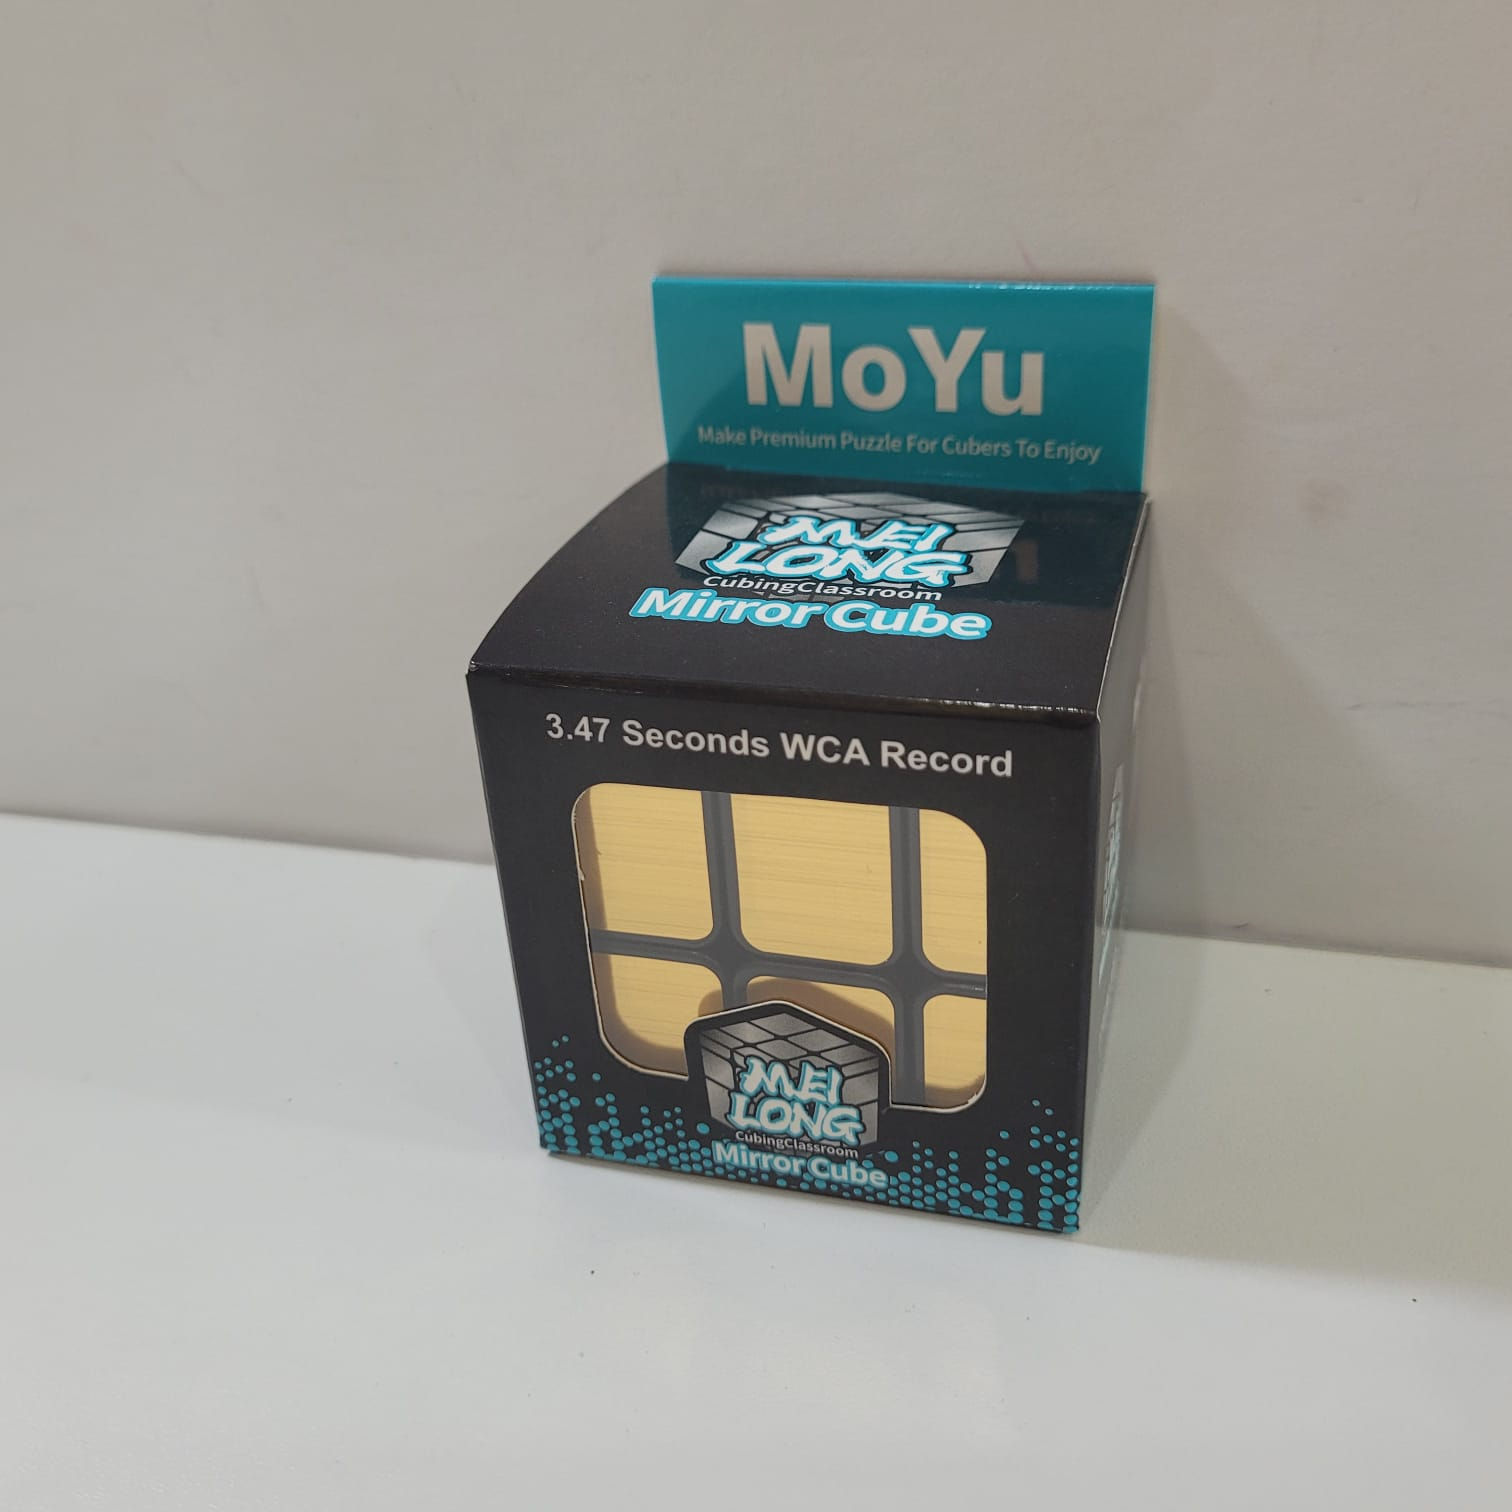 MoYu
Make Premium Puzzle For Cubers To Enjoy
MEI
LONG
CubingClassroom
Mirror Cube
3.47 Seconds WCA Record
MEI
LONG
CubingClassroom
Mirror Cube